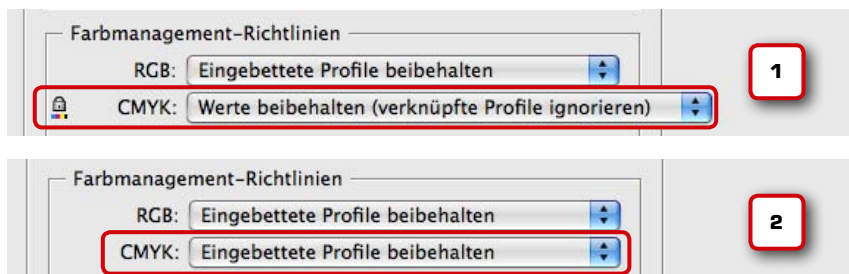 Farbmanagement-Richtlinien
RGB: Eingebettete Profile beibehalten
1
CMYK: Werte beibehalten (verknüpfte Profile ignorieren)
Farbmanagement-Richtlinien
RGB: Eingebettete Profile beibehalten
2
CMYK: Eingebettete Profile beibehalten